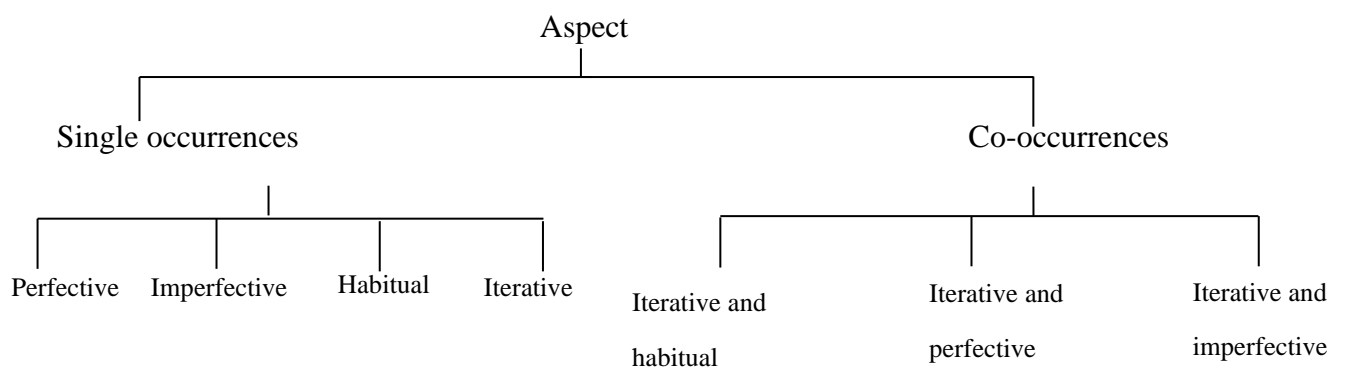 Aspect
Single occurrences
Co-occurrences
Perfective
Imperfective
Habitual
Iterative
Iterative and
habitual
Iterative and
perfective
Iterative and
imperfective